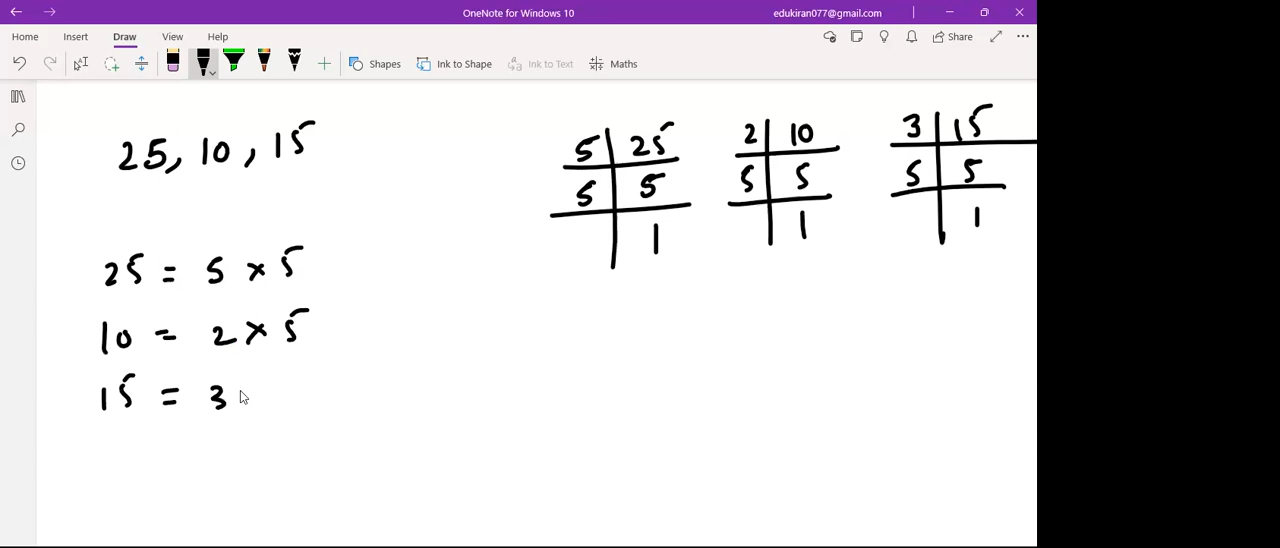 OneNote for Windows 10
edukiran077@gmail.com
Home Insert Draw View Help
Share
Shapes Ink to Shape Ink to Text Maths
25, 10, 15
25 = 5 × 5
10 = 2 × 5
15 = 3
5 25
5 5
1
2 10
5 5
1
3 15
5 5
1